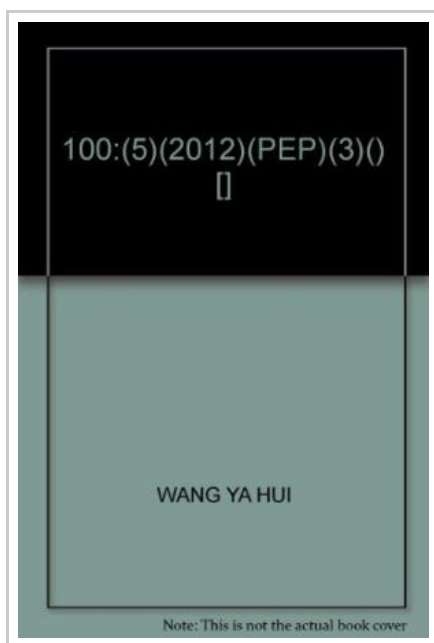 100:(5)(2012)(PEP)(3)()
[]
WANG YA HUI
Note: This is not the actual book cover